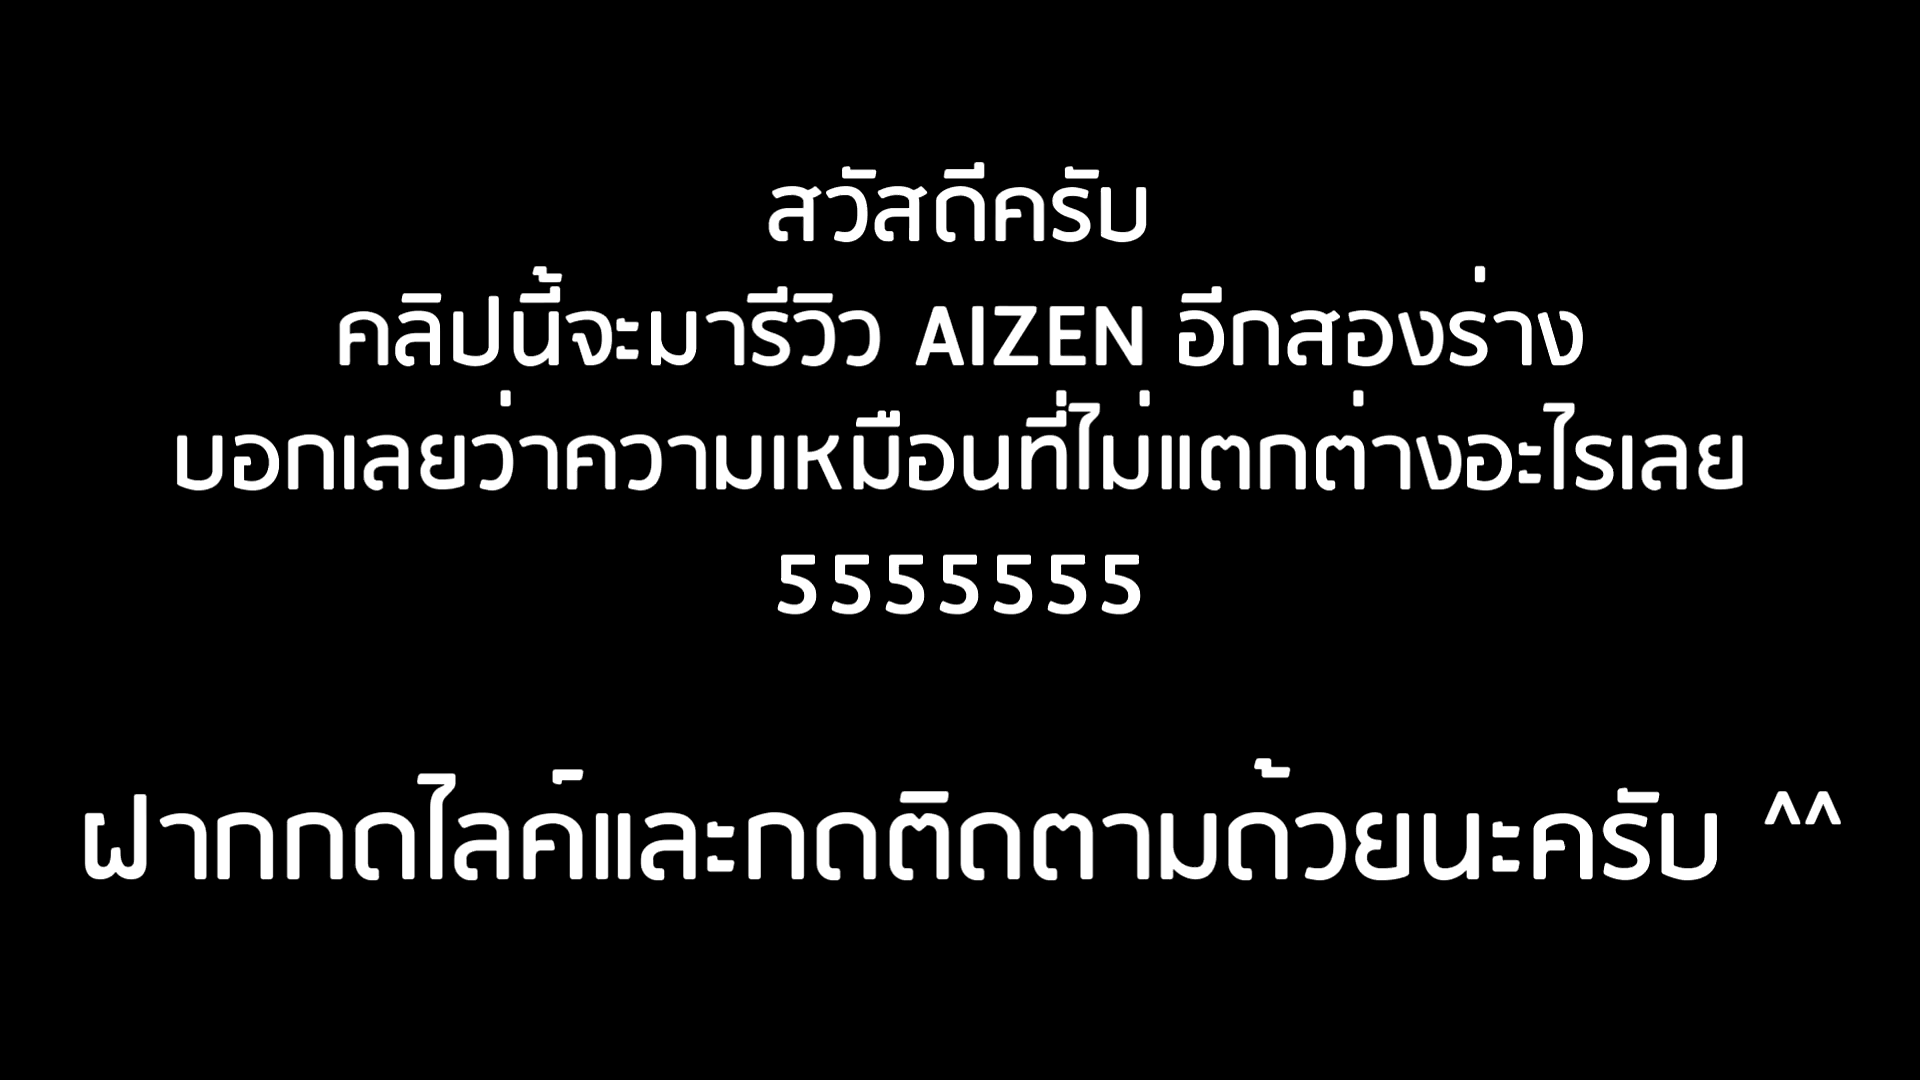 สวัสดีครับ
คลิปนี้จะมารีวิว AIZEN อีกสองร่าง
บอกเลยว่าความเหมือนที่ไม่แตกต่างอะไรเลย
5555555
ฝากกดไลค์และกดติดตามด้วยนะครับ ^^